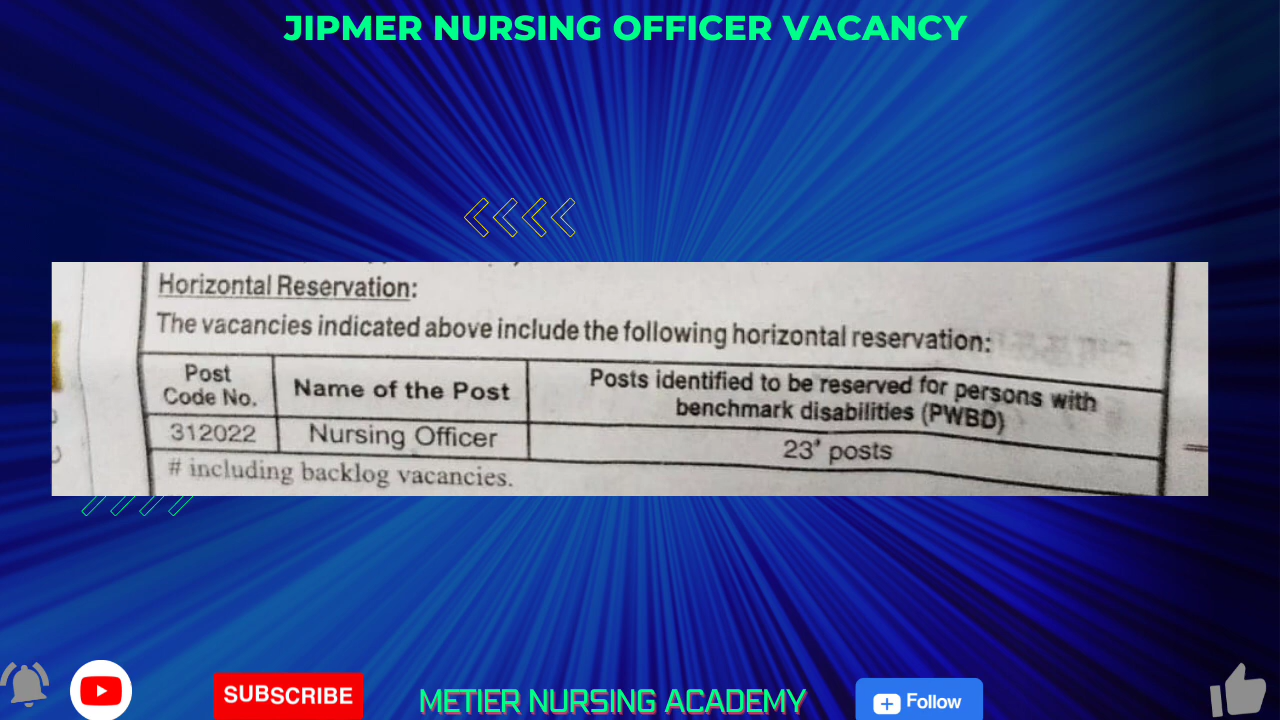 JIPMER NURSING OFFICER VACANCY
Horizontal Reservation:
The vacancies indicated above include the following horizontal reservation:
Post Code No.
Name of the Post
Posts identified to be reserved for persons with
benchmark disabilities (PWBD)
312022
Nursing Officer
23# posts
# including backlog vacancies.
SUBSCRIBE
METIER NURSING ACADEMY
Follow